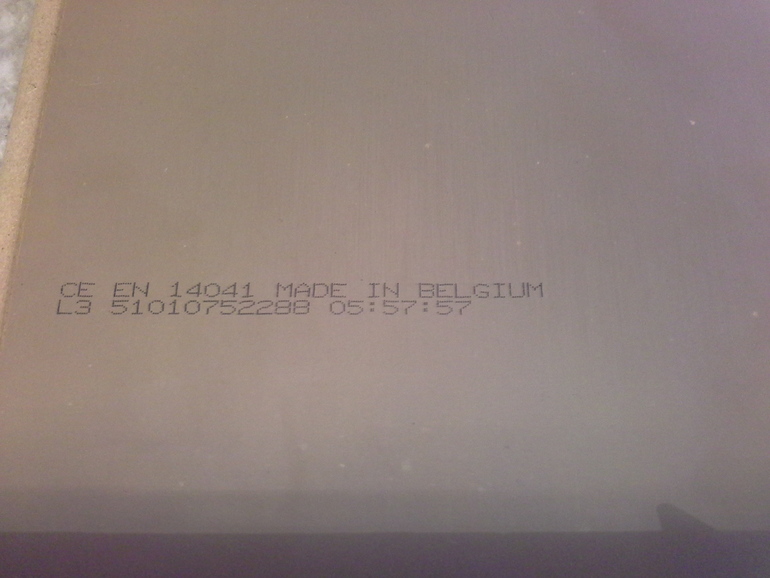 CE EN 14041 MADE IN BELGIUM
L3 51010752288 05:57:57